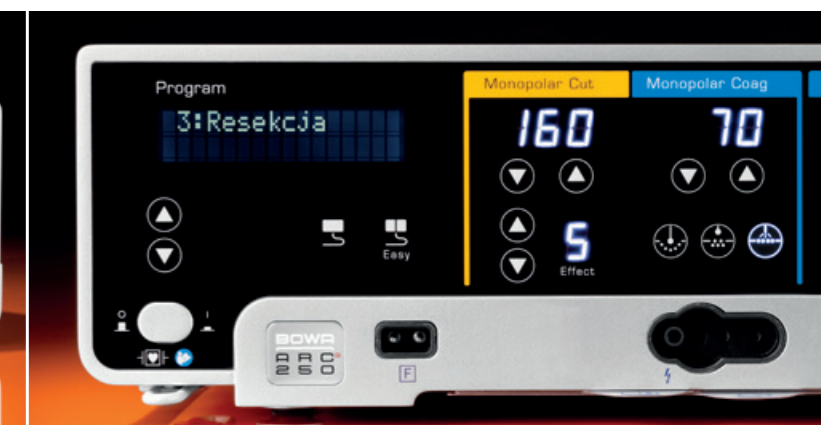 Program
3:Resekcja
Monopolar Cut
160
5
Effect
Monopolar Coag
70
Easy
O
I
BOWA
ARC
250
F